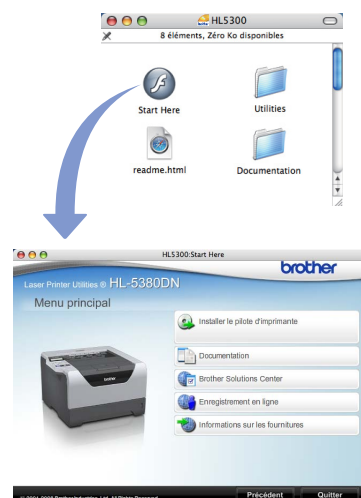 HL5300
8 éléments, Zéro Ko disponibles
Start Here
Utilities
readme.html
Documentation
HL5300:Start Here
brother
Laser Printer Utilities ® HL-5380DN
Menu principal
Installer le pilote d'imprimante
Documentation
Brother Solutions Center
Enregistrement en ligne
Informations sur les fournitures
Précédent
Quitter